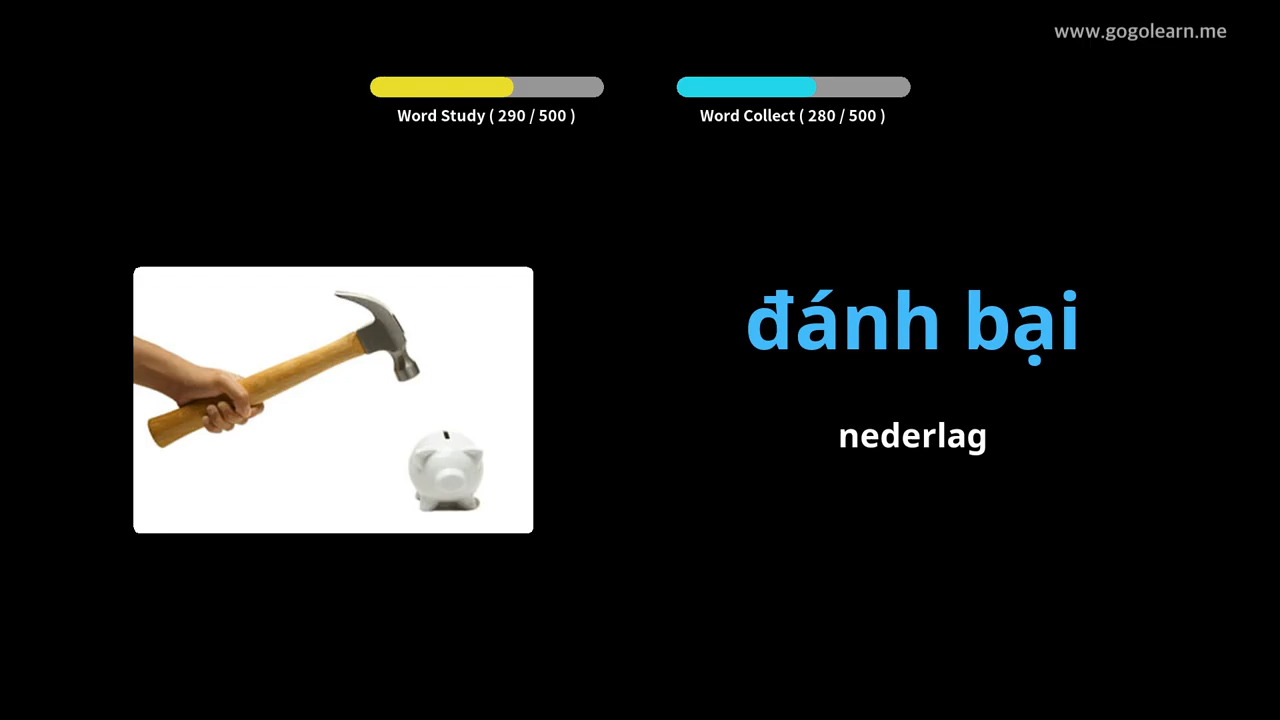 www.gogolearn.me
Word Study ( 290 / 500 )
Word Collect ( 280 / 500 )
đánh bại
nederlag